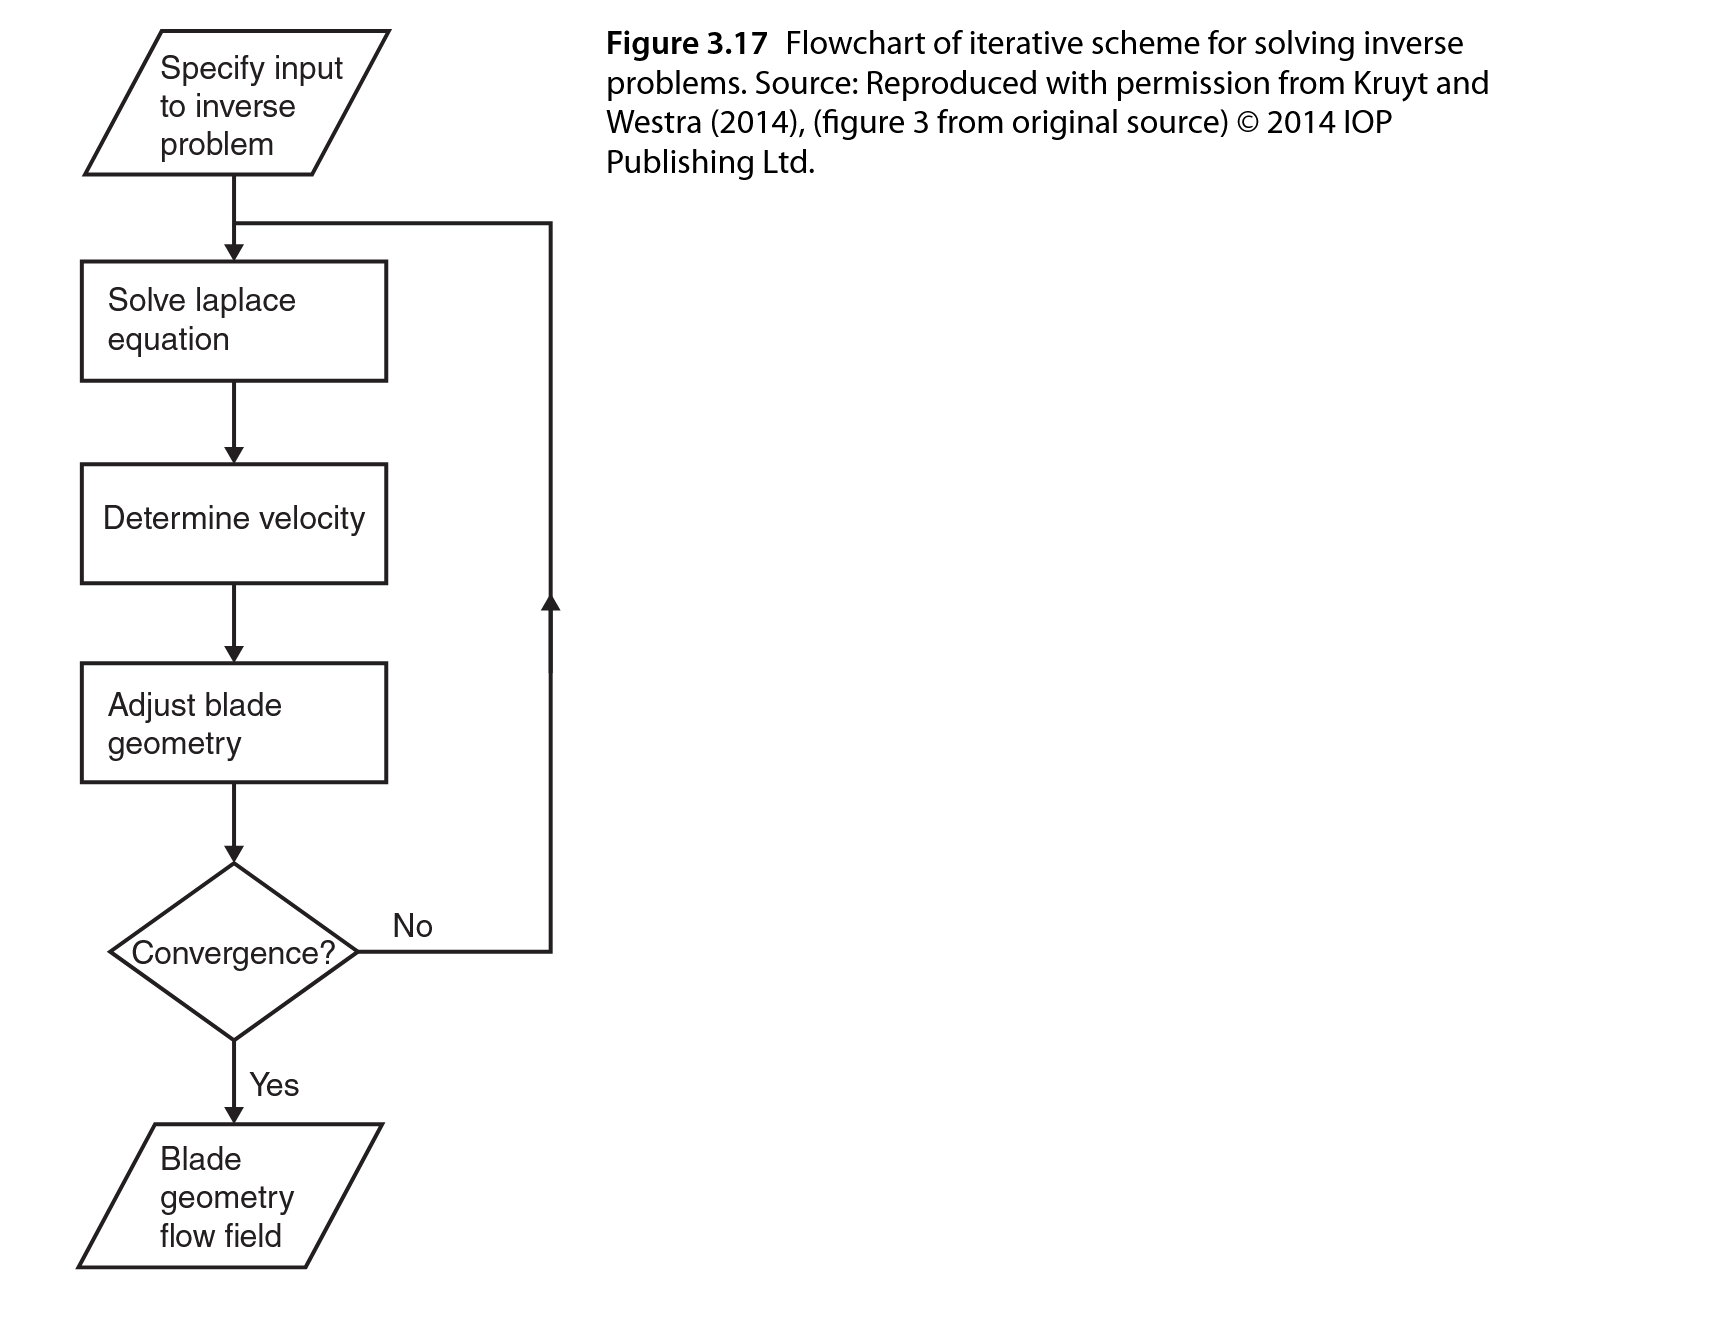 Specify input
to inverse
problem
Solve laplace
equation
Determine velocity
Adjust blade
geometry
Convergence?
No
Yes
Blade
geometry
flow field
Figure 3.17 Flowchart of iterative scheme for solving inverse
problems. Source: Reproduced with permission from Kruyt and
Westra (2014), (figure 3 from original source) © 2014 IOP
Publishing Ltd.